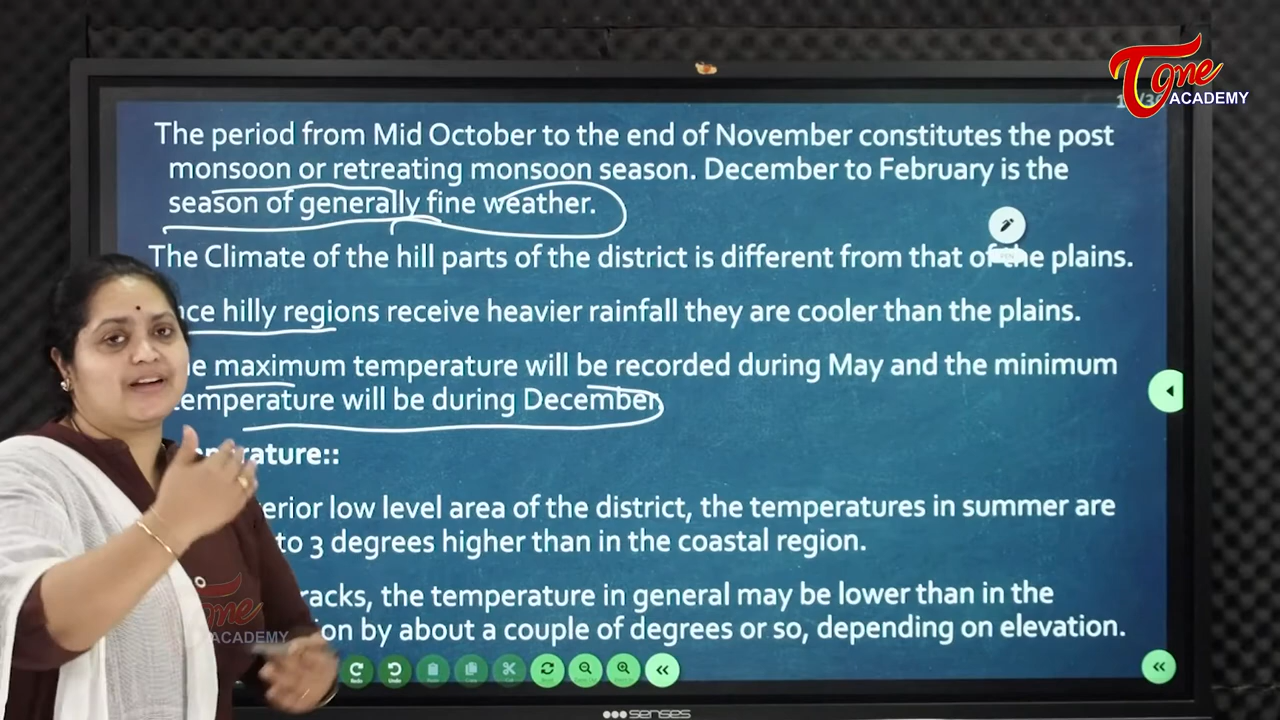 Tone
ACADEMY
The period from Mid October to the end of November constitutes the post
monsoon or retreating monsoon season. December to February is the
season of generally fine weather.
The Climate of the hill parts of the district is different from that of the plains.
hilly regions receive heavier rainfall they are cooler than the plains.
maximum temperature will be recorded during May and the minimum
temperature will be during December.
low level area of the district, the temperatures in summer are
to 3 degrees higher than in the coastal region.
the temperature in general may be lower than in the
by about a couple of degrees or so, depending on elevation.
Tone
ACADEMY
Redo Undo
senses